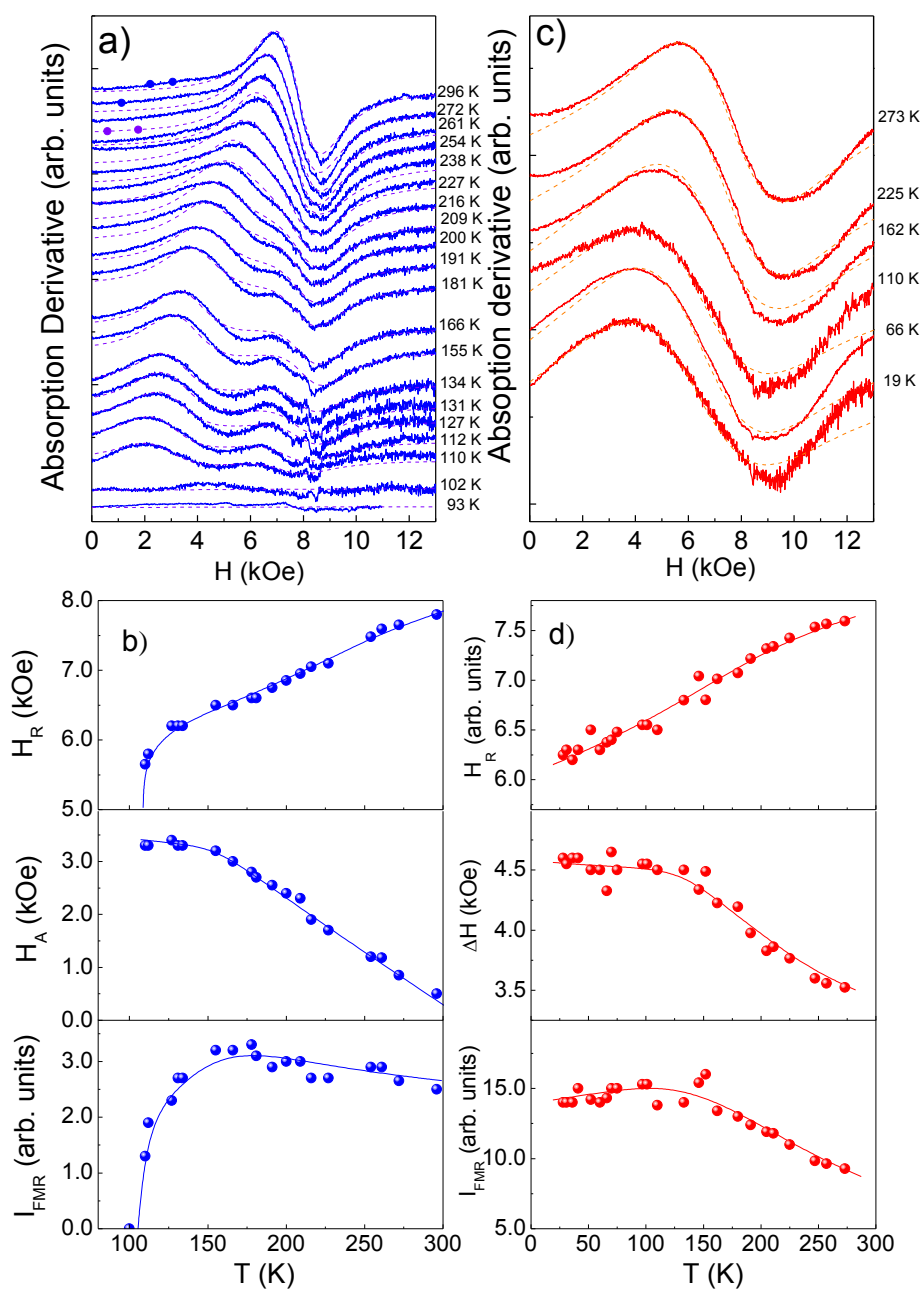 a)
Absorption Derivative (arb. units)
296 K
272 K
261 K
254 K
238 K
227 K
216 K
209 K
200 K
191 K
181 K
166 K
155 K
134 K
131 K
127 K
112 K
110 K
102 K
93 K
0 2 4 6 8 10 12
H (kOe)
c)
Absoption derivative (arb. units)
273 K
225 K
162 K
110 K
66 K
19 K
0 2 4 6 8 10 12
H (kOe)
b)
8.0
7.0
6.0
5.0
H_R (kOe)
3.0
2.0
1.0
0.0
H_A (kOe)
3.0
2.0
1.0
0.0
I_FMR (arb. units)
100 150 200 250 300
T (K)
d)
7.5
7.0
6.5
6.0
H_R (arb. units)
4.5
4.0
3.5
ΔH (kOe)
15.0
10.0
5.0
I_FMR (arb. units)
0 50 100 150 200 250 300
T (K)